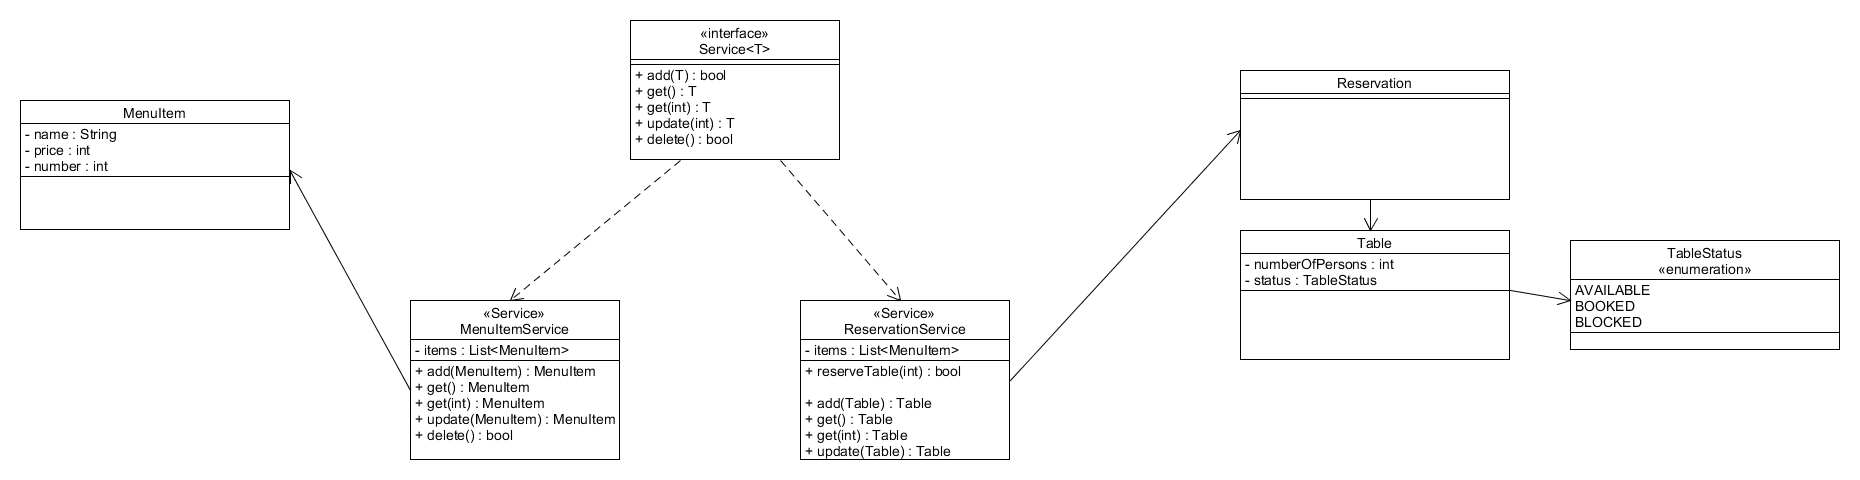 «interface»
Service<T>
+ add(T) : bool
+ get() : T
+ get(int) : T
+ update(int) : T
+ delete() : bool
MenuItem
- name : String
- price : int
- number : int
Reservation
Table
- numberOfPersons : int
- status : TableStatus
TableStatus
«enumeration»
AVAILABLE
BOOKED
BLOCKED
«Service»
MenuItemService
- items : List<MenuItem>
+ add(MenuItem) : MenuItem
+ get() : MenuItem
+ get(int) : MenuItem
+ update(MenuItem) : MenuItem
+ delete() : bool
«Service»
ReservationService
- items : List<MenuItem>
+ reserveTable(int) : bool
+ add(Table) : Table
+ get() : Table
+ get(int) : Table
+ update(Table) : Table